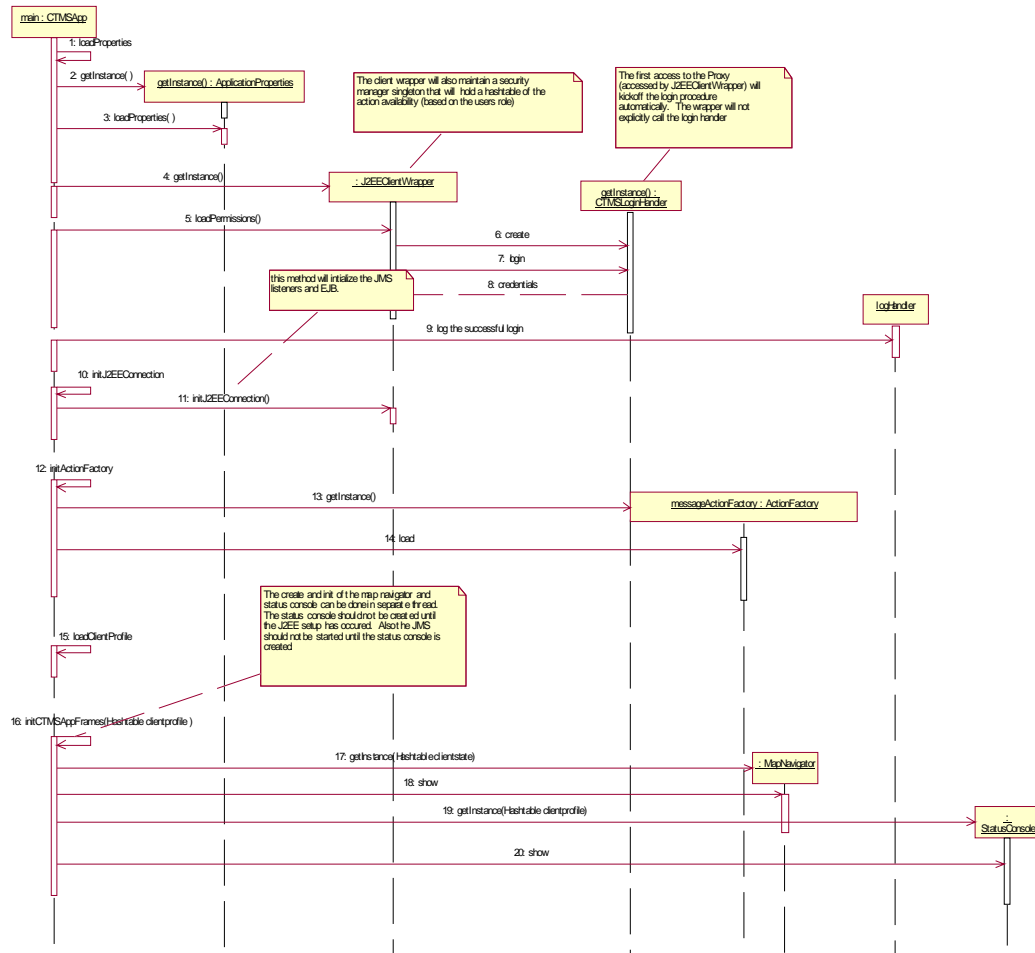 main : CTMSApp
1: loadProperties
2: getInstance( )
getInstance() : ApplicationProperties
The client wrapper will also maintain a security
manager singleton that will hold a hashtable of the
action availability (based on the users role)
The first access to the Proxy
(accessed by J2EEClientWrapper) will
kickoff the login procedure
automatically. The wrapper will not
explicitly call the login handler
3: loadProperties( )
4: getInstance()
: J2EEClientWrapper
getInstance() :
CTMSLoginHandler
5: loadPermissions()
6: create
7: login
this method will intialize the JMS
listeners and EJB.
8: credentials
logHandler
9: log the successful login
10: initJ2EEConnection
11: initJ2EEConnection()
12: initActionFactory
13: getInstance()
messageActionFactory : ActionFactory
14: load
The create and init of the map navigator and
status console can be done in separate thread.
The status console should not be created until
the J2EE setup has occured. Also the JMS
should not be started until the status console is
created
15: loadClientProfile
16: initCTMSAppFrames(Hashtable clientprofile )
17: getInstance(Hashtable clientstate)
: MapNavigator
18: show
19: getInstance(Hashtable clientprofile)
:
StatusConsole
20: show